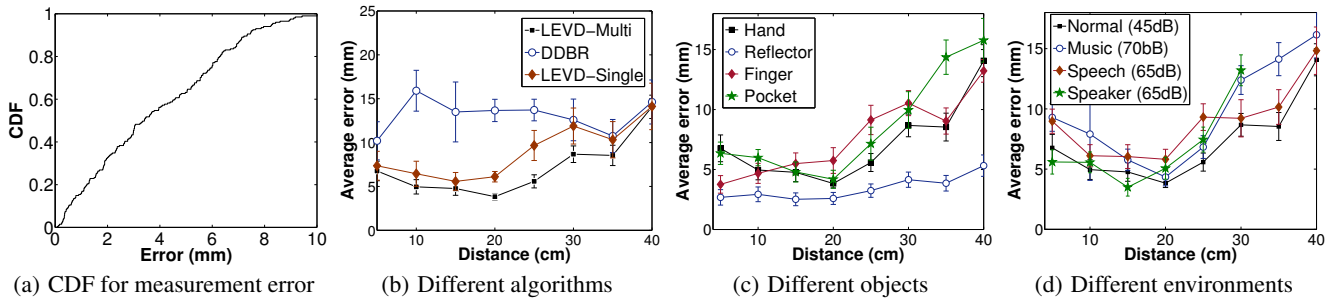 1
0.8
0.6
0.4
0.2
0
CDF
0 2 4 6 8 10
Error (mm)
(a) CDF for measurement error
25
20
15
10
5
0
Average error (mm)
LEVD−Multi
DDBR
LEVD−Single
10 20 30 40
Distance (cm)
(b) Different algorithms
15
10
5
0
Average error (mm)
Hand
Reflector
Finger
Pocket
10 20 30 40
Distance (cm)
(c) Different objects
15
10
5
0
Average error (mm)
Normal (45dB)
Music (70bB)
Speech (65dB)
Speaker (65dB)
10 20 30 40
Distance (cm)
(d) Different environments